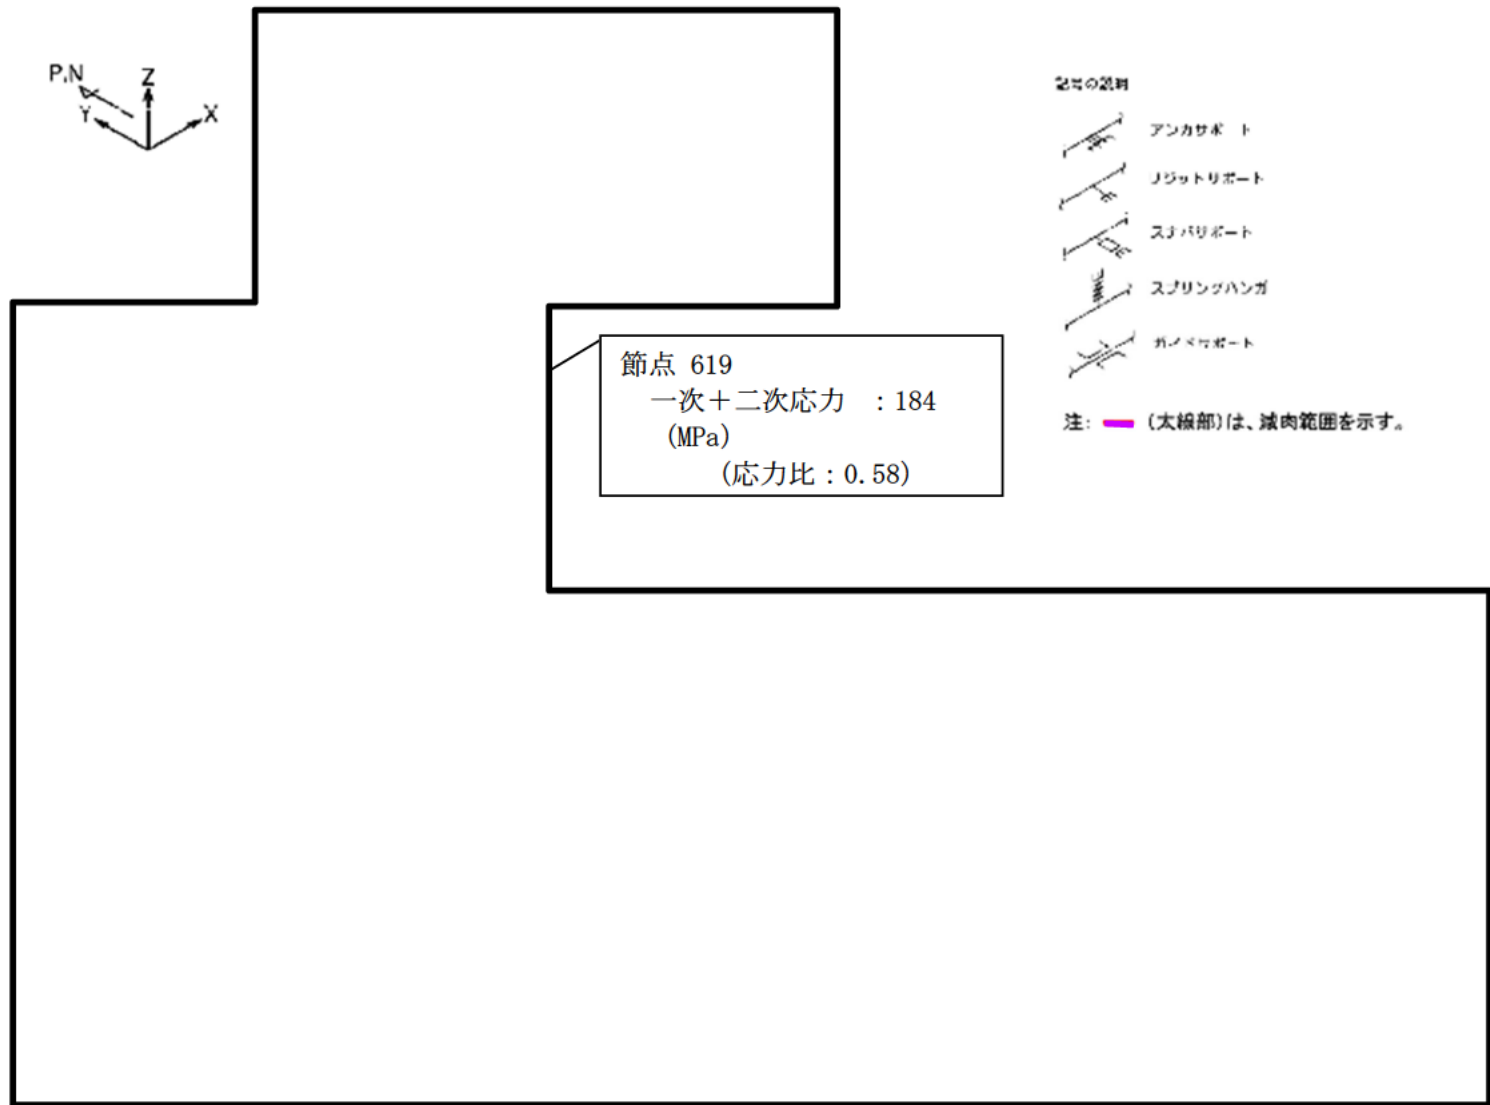 P,N
Z
Y
X
記号の説明
アンカサポート
リジットサポート
スナバサポート
スプリングハンガ
ガイドサポート
注: (太線部)は、減肉範囲を示す。
節点 619
一次+二次応力 : 184
(MPa)
(応力比:0.58)